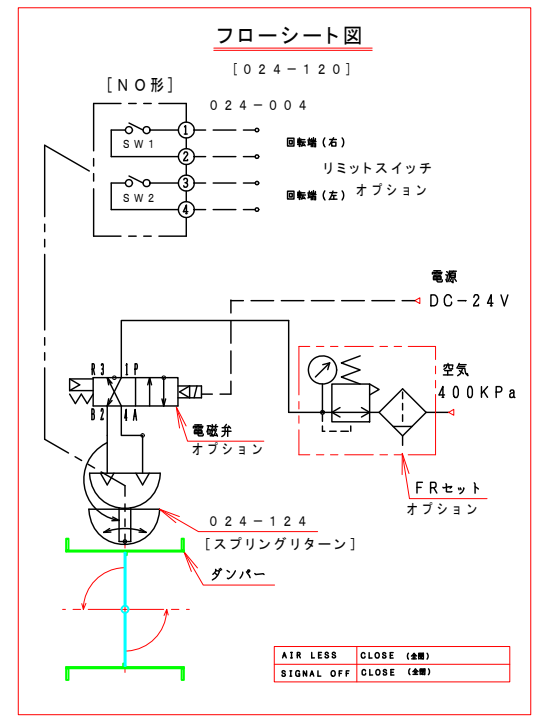 フローシート図
[024-120]
[NO形]
024-004
1
SW1
2
3
SW2
4
回転端(右)
リミットスイッチ
オプション
回転端(左)
電源
DC-24V
R3 1P
B2 4A
電磁弁
オプション
空気
400KPa
FRセット
オプション
024-124
[スプリングリターン]
ダンパー
AIR LESS CLOSE (全閉)
SIGNAL OFF CLOSE (全閉)